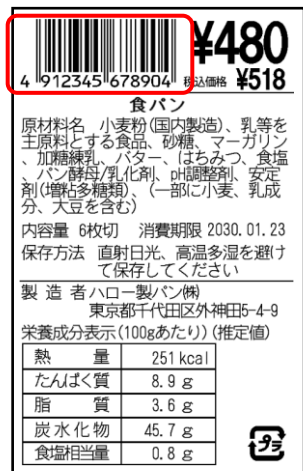 ¥480
4 912345 678904 税込価格 ¥518
食パン
原材料名 小麦粉(国内製造)、乳等を
主原料とする食品、砂糖、マーガリン
、加糖練乳、バター、はちみつ、食塩
、パン酵母/乳化剤、pH調整剤、安定
剤(増粘多糖類)、(一部に小麦、乳成
分、大豆を含む)
内容量 6枚切 消費期限 2030.01.23
保存方法 直射日光、高温多湿を避け
て保存してください
製造者 ハロー製パン㈱
東京都千代田区外神田5-4-9
栄養成分表示(100gあたり)(推定値)
熱量 251 kcal
たんぱく質 8.9 g
脂質 3.6 g
炭水化物 45.7 g
食塩相当量 0.8 g
プラ